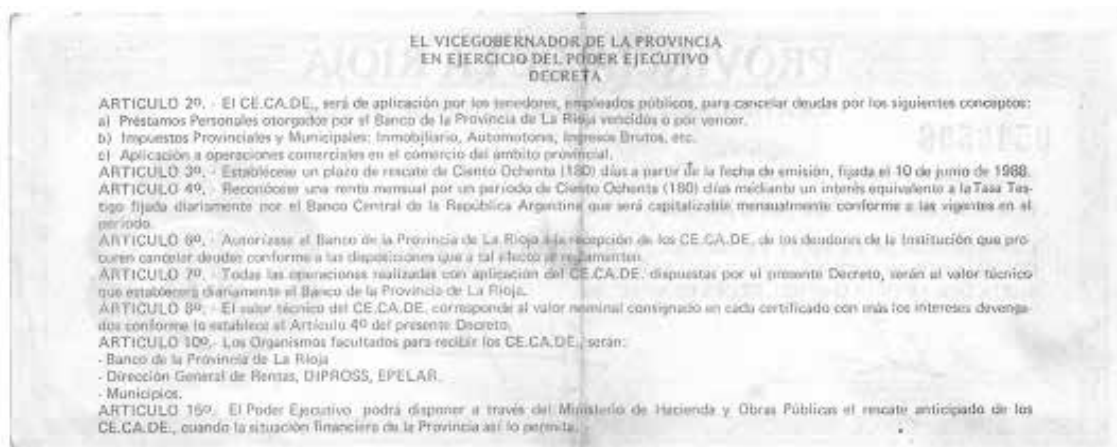 EL VICEGOBERNADOR DE LA PROVINCIA
EN EJERCICIO DEL PODER EJECUTIVO
DECRETA
ARTICULO 2º. - El CE.CA.DE., será de aplicación por los tenedores, empleados públicos, para cancelar deudas por los siguientes conceptos:
a) Préstamos Personales otorgados por el Banco de la Provincia de La Rioja vencidos o por vencer.
b) Impuestos Provinciales y Municipales: Inmobiliario, Automotores, Ingresos Brutos, etc.
c) Aplicación a operaciones comerciales en el comercio del ámbito provincial.
ARTICULO 3º. - Establécese un plazo de rescate de Ciento Ochenta (180) días a partir de la fecha de emisión, fijada el 10 de junio de 1988.
ARTICULO 4º. - Reconócese una renta mensual por un período de Ciento Ochenta (180) días mediante un interés equivalente a la Tasa Tes-
tigo fijada diariamente por el Banco Central de la República Argentina que será capitalizable mensualmente conforme a las vigentes en el
período.
ARTICULO 6º. - Autorízase al Banco de la Provincia de La Rioja a la recepción de los CE.CA.DE. de los deudores de la Institución que pro-
curen cancelar deudas conforme a las disposiciones que a tal efecto se reglamenten.
ARTICULO 7º. - Todas las operaciones realizadas con aplicación del CE.CA.DE. dispuestas por el presente Decreto, serán al valor técnico
que establecerá diariamente el Banco de la Provincia de La Rioja.
ARTICULO 8º. - El valor técnico del CE.CA.DE. corresponde al valor nominal consignado en cada certificado con más los intereses devenga-
dos conforme lo establece el Artículo 4º del presente Decreto.
ARTICULO 10º. - Los Organismos facultados para recibir los CE.CA.DE., serán:
- Banco de la Provincia de La Rioja
- Dirección General de Rentas, DIPROSS, EPELAR.
- Municipios.
ARTICULO 16º. El Poder Ejecutivo podrá disponer a través del Ministerio de Hacienda y Obras Públicas el rescate anticipado de los
CE.CA.DE., cuando la situación financiera de la Provincia así lo permita.